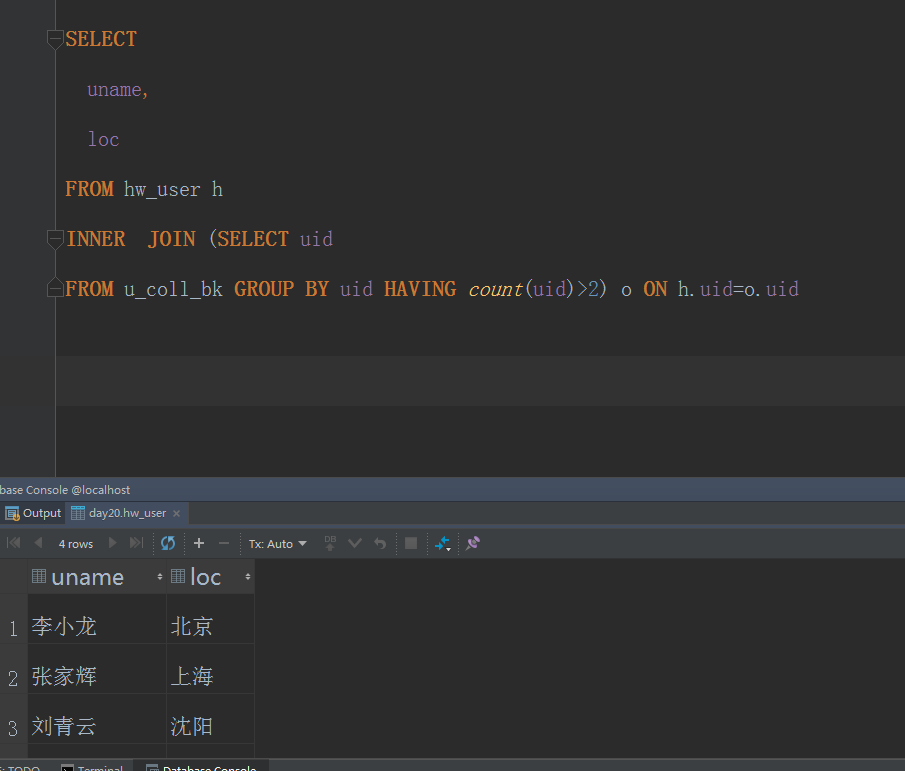 SELECT
uname,
loc
FROM hw_user h
INNER  JOIN (SELECT uid
FROM u_coll_bk GROUP BY uid HAVING count(uid)>2) o ON h.uid=o.uid
base Console @localhost
Output day20.hw_user
4 rows Tx: Auto DB
uname loc
1 李小龙 北京
2 张家辉 上海
3 刘青云 沈阳
TODO Terminal Database Console